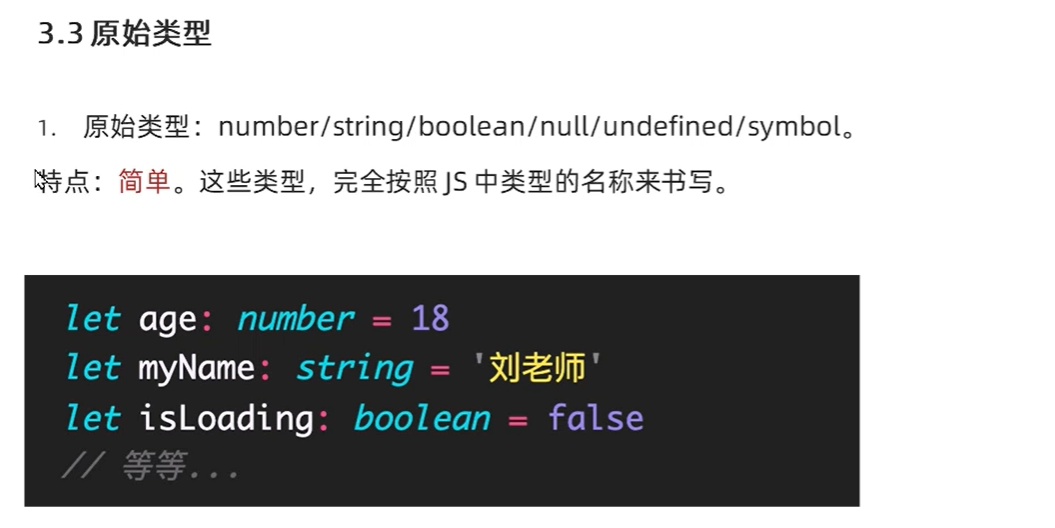 3.3 原始类型
1. 原始类型：number/string/boolean/null/undefined/symbol。
特点：简单。这些类型，完全按照 JS 中类型的名称来书写。
let age: number = 18
let myName: string = '刘老师'
let isLoading: boolean = false
// 等等...